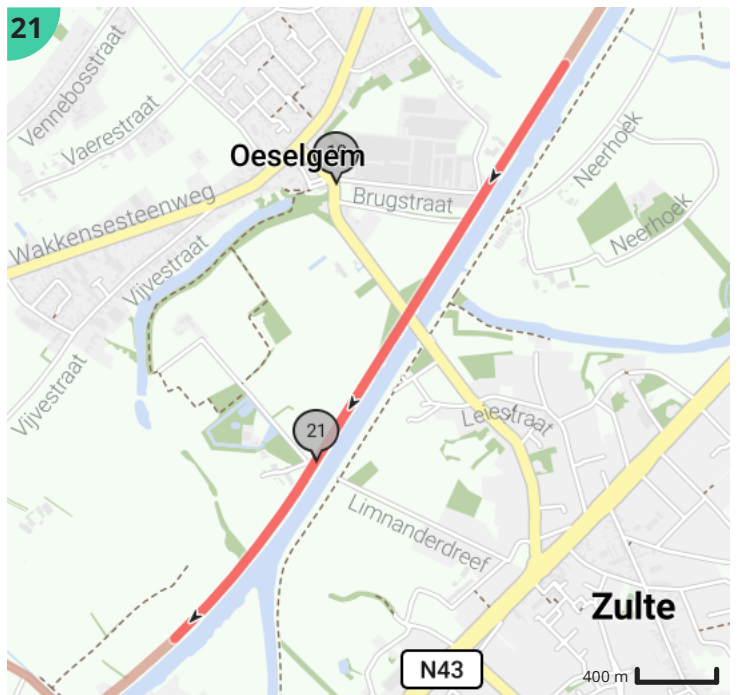 21
Vennebosstraat
Vaerestraat
Oeselgem
Neerhoek
Brugstraat
Wakkensesteenweg
Neerhoek
Vijvestraat
Vijvestraat
Leiestraat
21
Limnanderdreef
Zulte
N43
400 m